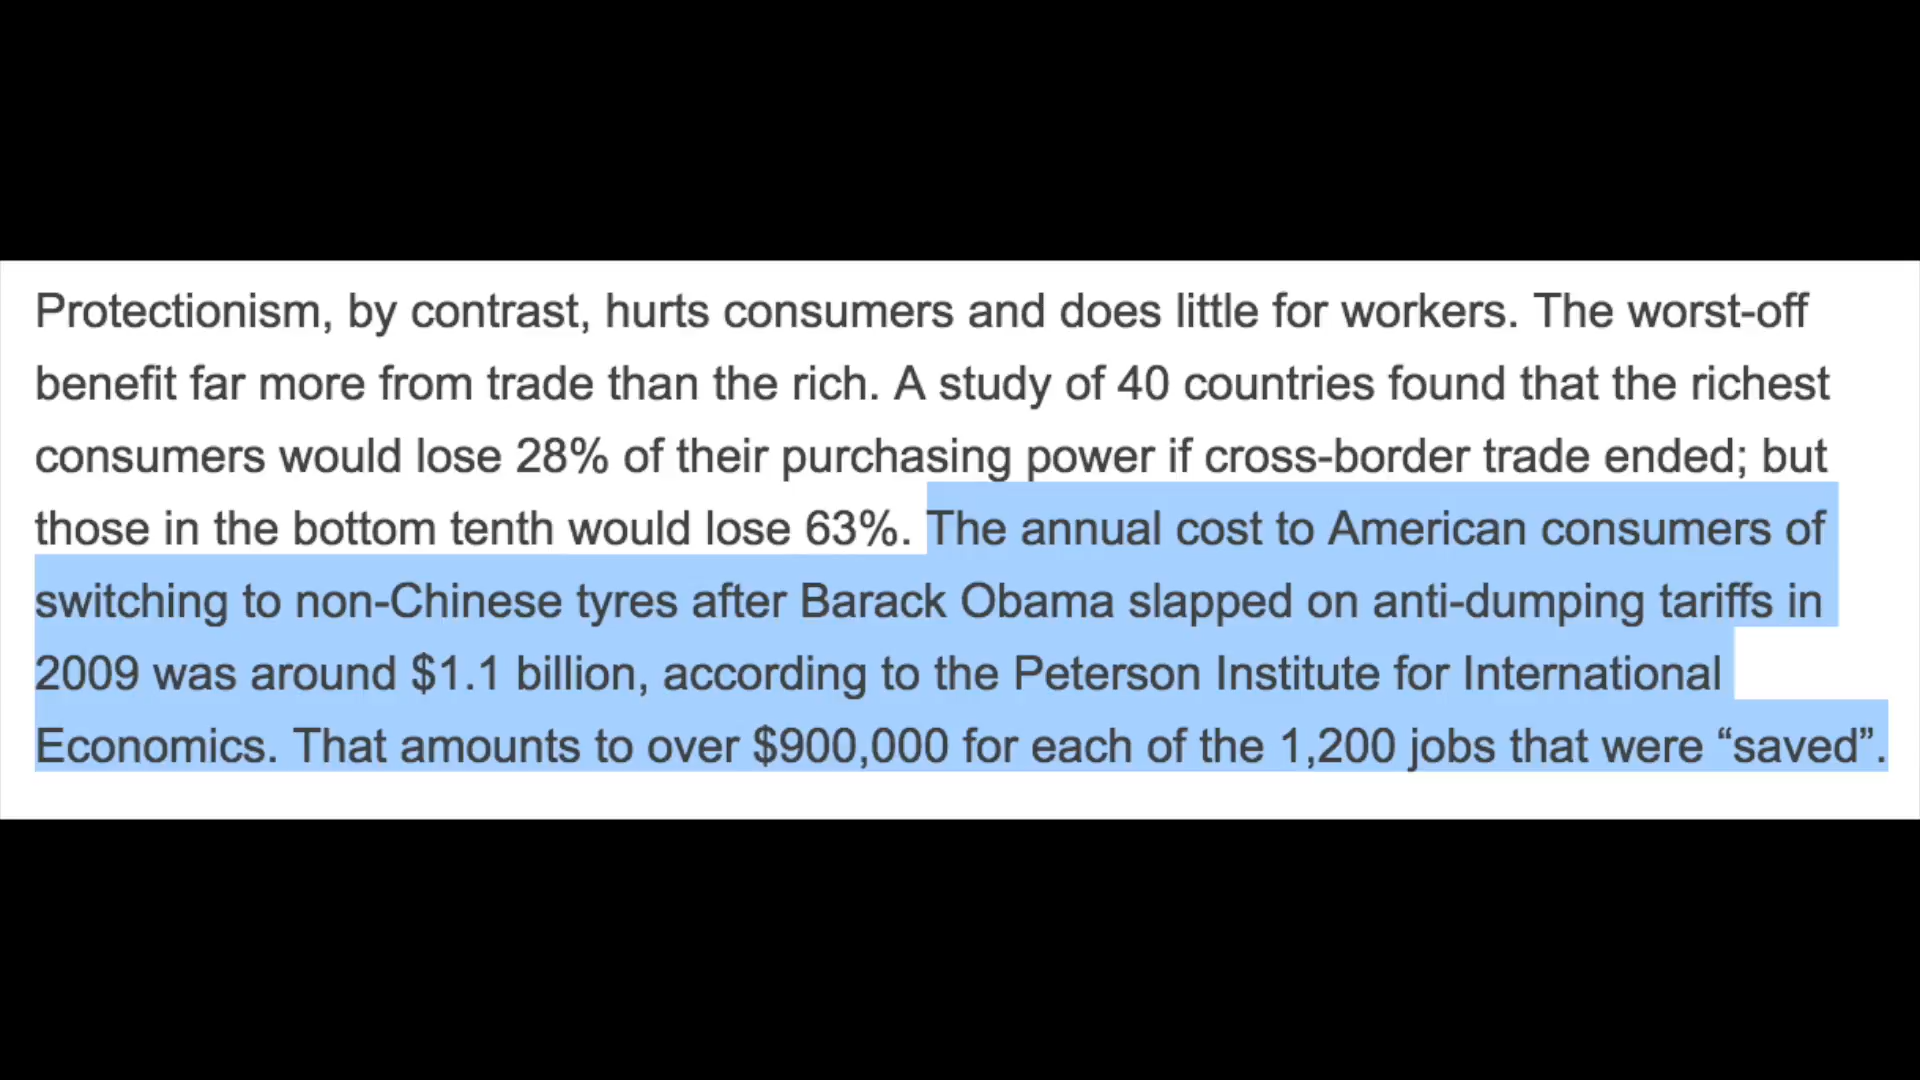 Protectionism, by contrast, hurts consumers and does little for workers. The worst-off
benefit far more from trade than the rich. A study of 40 countries found that the richest
consumers would lose 28% of their purchasing power if cross-border trade ended; but
those in the bottom tenth would lose 63%. The annual cost to American consumers of
switching to non-Chinese tyres after Barack Obama slapped on anti-dumping tariffs in
2009 was around $1.1 billion, according to the Peterson Institute for International
Economics. That amounts to over $900,000 for each of the 1,200 jobs that were “saved”.